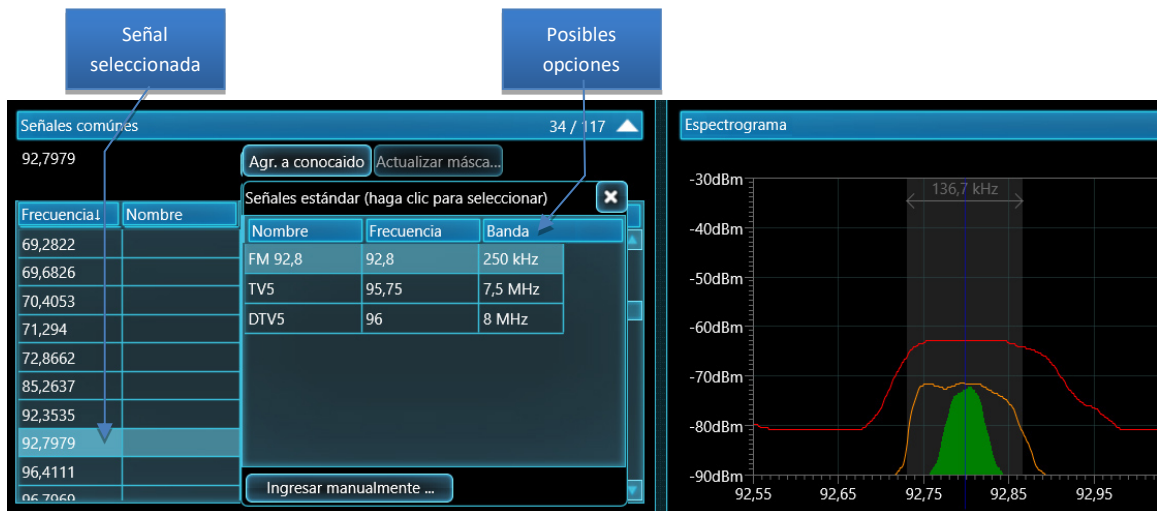 Señal
seleccionada
Posibles
opciones
Señales comúnes 34 / 117
92,7979
Agr. a conocaido Actualizar másca...
Señales estándar (haga clic para seleccionar)
Frecuencia↓ Nombre
Nombre Frecuencia Banda
FM 92,8 92,8 250 kHz
TV5 95,75 7,5 MHz
DTV5 96 8 MHz
69,2822
69,6826
70,4053
71,294
72,8662
85,2637
92,3535
92,7979
96,4111
96,7969
Ingresar manualmente ...
Espectrograma
136,7 kHz
-30dBm
-40dBm
-50dBm
-60dBm
-70dBm
-80dBm
-90dBm
92,55 92,65 92,75 92,85 92,95